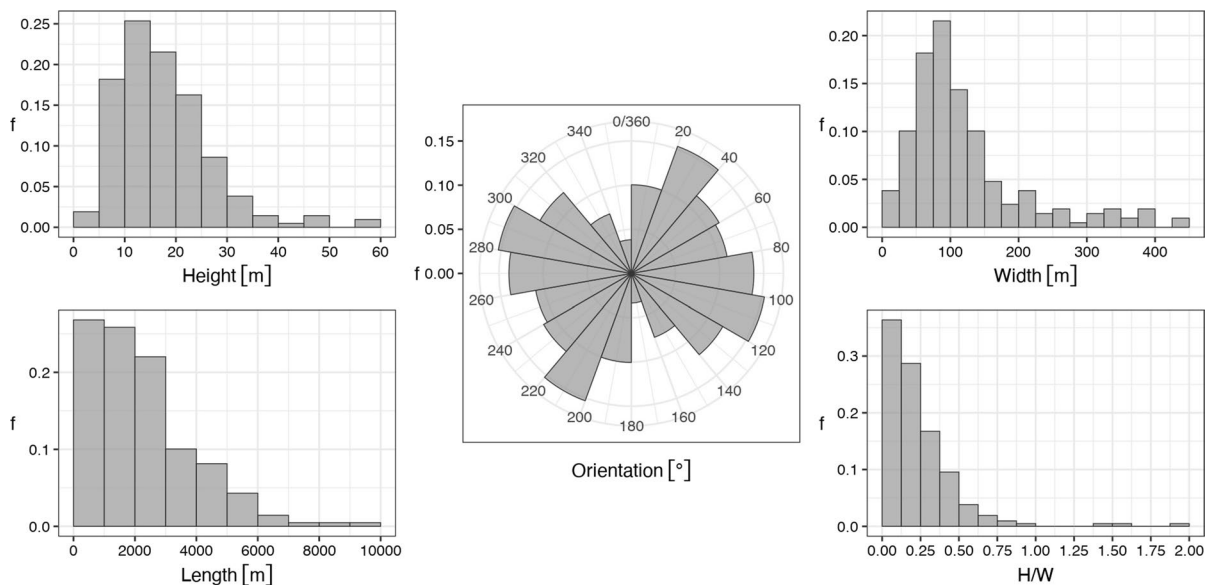 0.25
0.20
0.15
f
0.10
0.05
0.00
0 10 20 30 40 50 60
Height [m]
0.2
f
0.1
0.0
0 2000 4000 6000 8000 10000
Length [m]
0.15
0.10
0.05
f 0.00
0/360
20
40
60
80
100
120
140
160
180
200
220
240
260
280
300
320
340
Orientation [°]
0.20
0.15
f
0.10
0.05
0.00
0 100 200 300 400
Width [m]
0.3
f
0.2
0.1
0.0
0.00 0.25 0.50 0.75 1.00 1.25 1.50 1.75 2.00
H/W